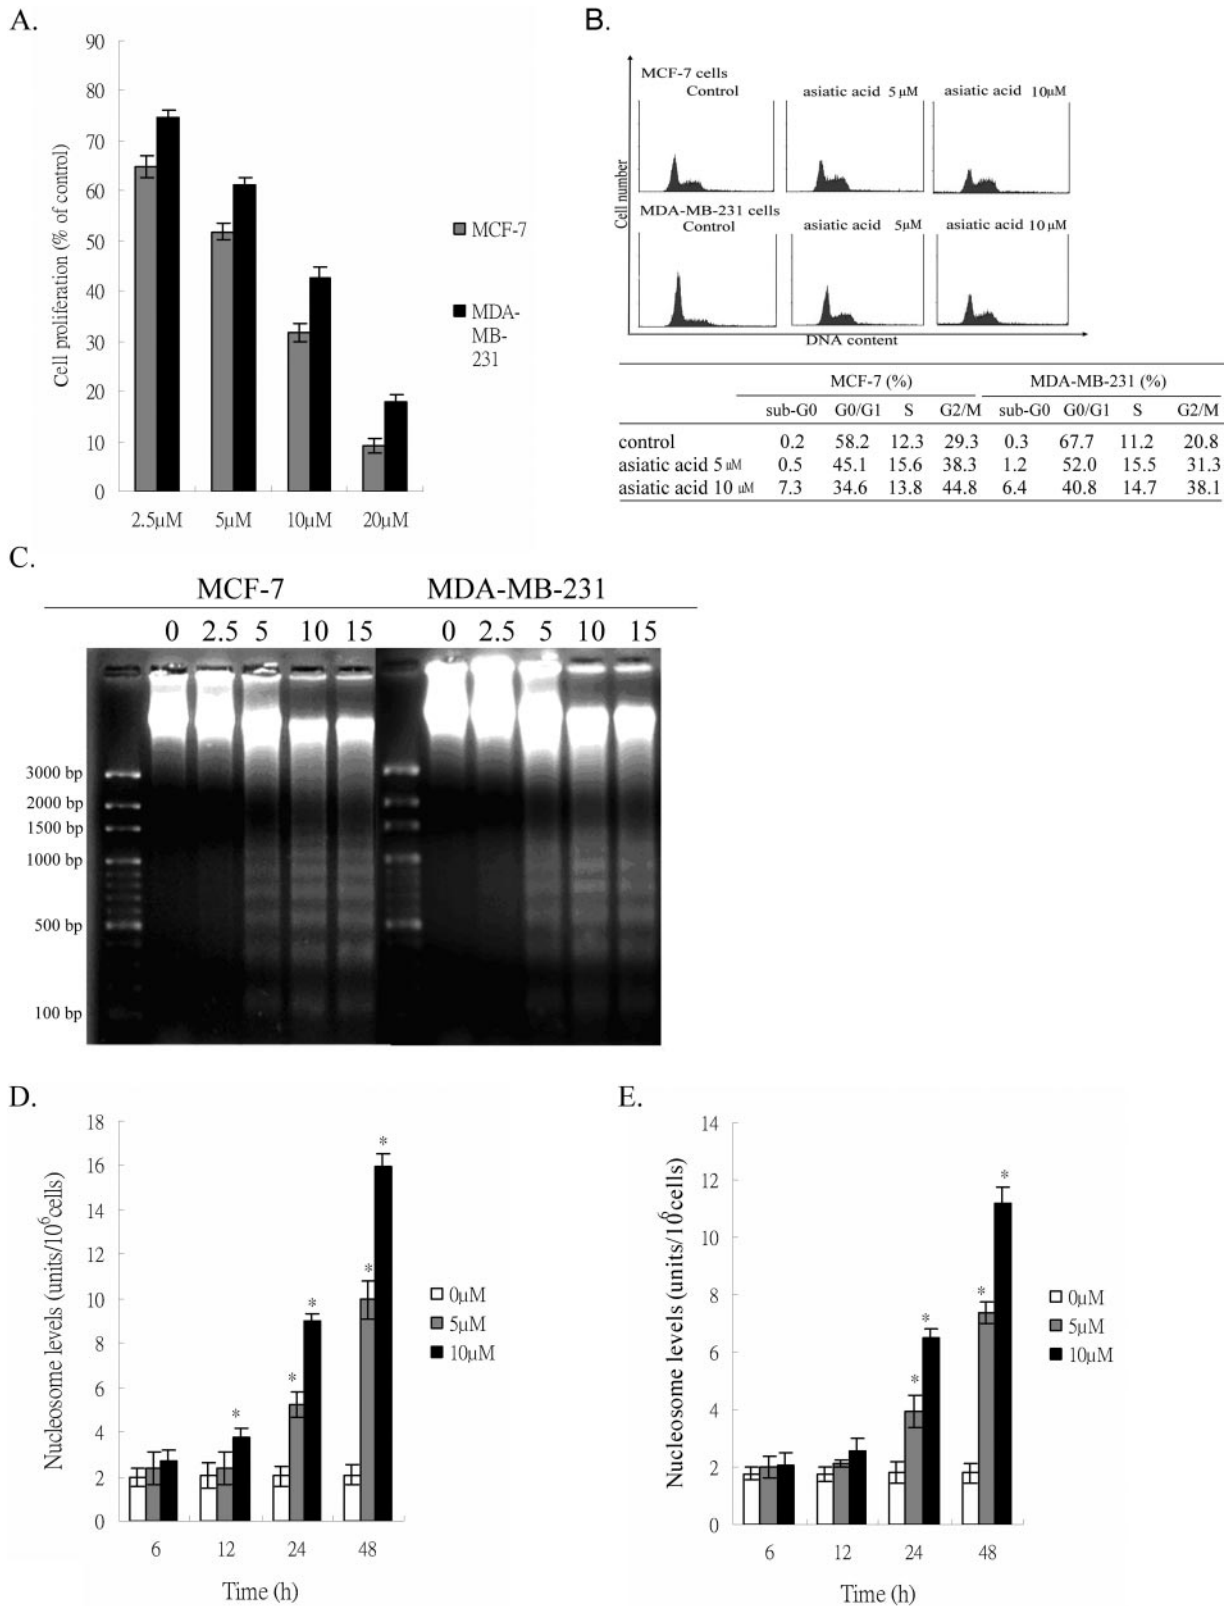 A.
90
80
70
60
50
40
30
20
10
0
Cell proliferation (% of control)
2.5µM 5µM 10µM 20µM
MCF-7
MDA-
MB-
231
B.
MCF-7 cells
Control asiatic acid 5 µM asiatic acid 10µM
MDA-MB-231 cells
Control asiatic acid 5µM asiatic acid 10 µM
Cell number
DNA content
MCF-7 (%) MDA-MB-231 (%)
sub-G0 G0/G1 S G2/M sub-G0 G0/G1 S G2/M
control 0.2 58.2 12.3 29.3 0.3 67.7 11.2 20.8
asiatic acid 5 µM 0.5 45.1 15.6 38.3 1.2 52.0 15.5 31.3
asiatic acid 10 µM 7.3 34.6 13.8 44.8 6.4 40.8 14.7 38.1
C.
MCF-7 MDA-MB-231
0 2.5 5 10 15 0 2.5 5 10 15
3000 bp
2000 bp
1500 bp
1000 bp
500 bp
100 bp
D.
18
16
14
12
10
8
6
4
2
0
Nucleosome levels (units/10⁶cells)
* * * * *
6 12 24 48
Time (h)
0µM
5µM
10µM
E.
14
12
10
8
6
4
2
0
Nucleosome levels (units/10⁶cells)
* * * *
6 12 24 48
Time (h)
0µM
5µM
10µM